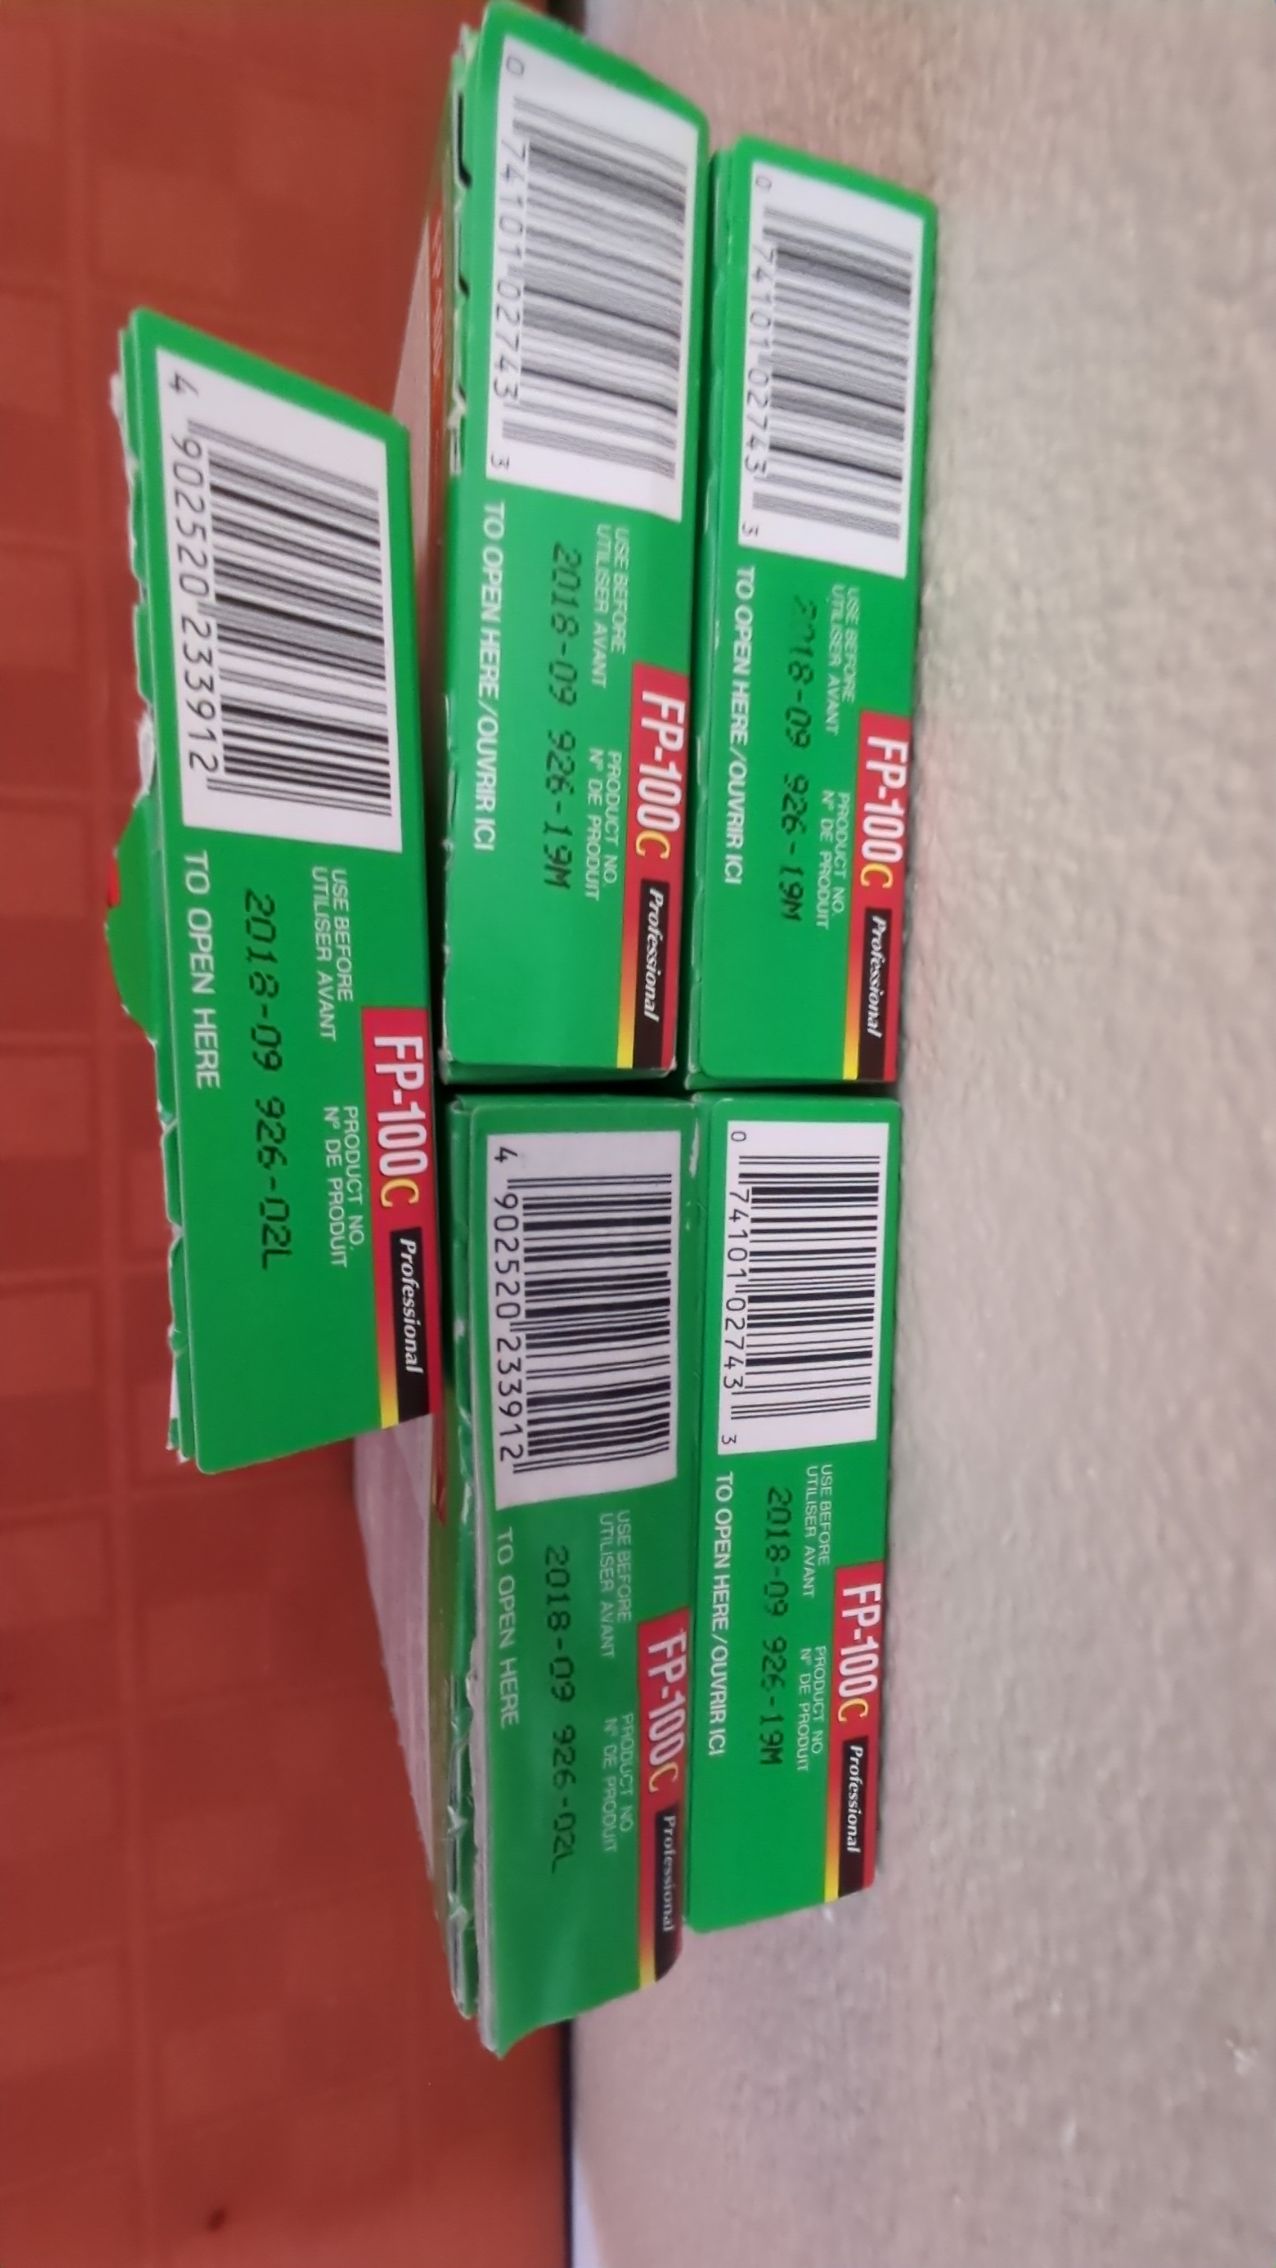 0 74101 02743 3
USE BEFORE
UTILISER AVANT
2018-09 926-19M
PRODUCT NO.
N° DE PRODUIT
FP-100C Professional
TO OPEN HERE/OUVRIR ICI
0 74101 02743 3
USE BEFORE
UTILISER AVANT
2018-09 926-19M
PRODUCT NO.
N° DE PRODUIT
FP-100C Professional
TO OPEN HERE/OUVRIR ICI
0 74101 02743 3
USE BEFORE
UTILISER AVANT
2018-09 926-19M
PRODUCT NO.
N° DE PRODUIT
FP-100C Professional
TO OPEN HERE/OUVRIR ICI
4 902520 233912
USE BEFORE
UTILISER AVANT
2018-09 926-02L
PRODUCT NO.
N° DE PRODUIT
FP-100C Professional
TO OPEN HERE
4 902520 233912
USE BEFORE
UTILISER AVANT
2018-09 926-02L
PRODUCT NO.
N° DE PRODUIT
FP-100C Professional
TO OPEN HERE